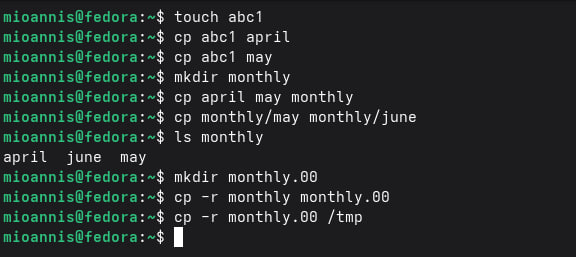 mioannis@fedora:~$ touch abc1
mioannis@fedora:~$ cp abc1 april
mioannis@fedora:~$ cp abc1 may
mioannis@fedora:~$ mkdir monthly
mioannis@fedora:~$ cp april may monthly
mioannis@fedora:~$ cp monthly/may monthly/june
mioannis@fedora:~$ ls monthly
april  june  may
mioannis@fedora:~$ mkdir monthly.00
mioannis@fedora:~$ cp -r monthly monthly.00
mioannis@fedora:~$ cp -r monthly.00 /tmp
mioannis@fedora:~$